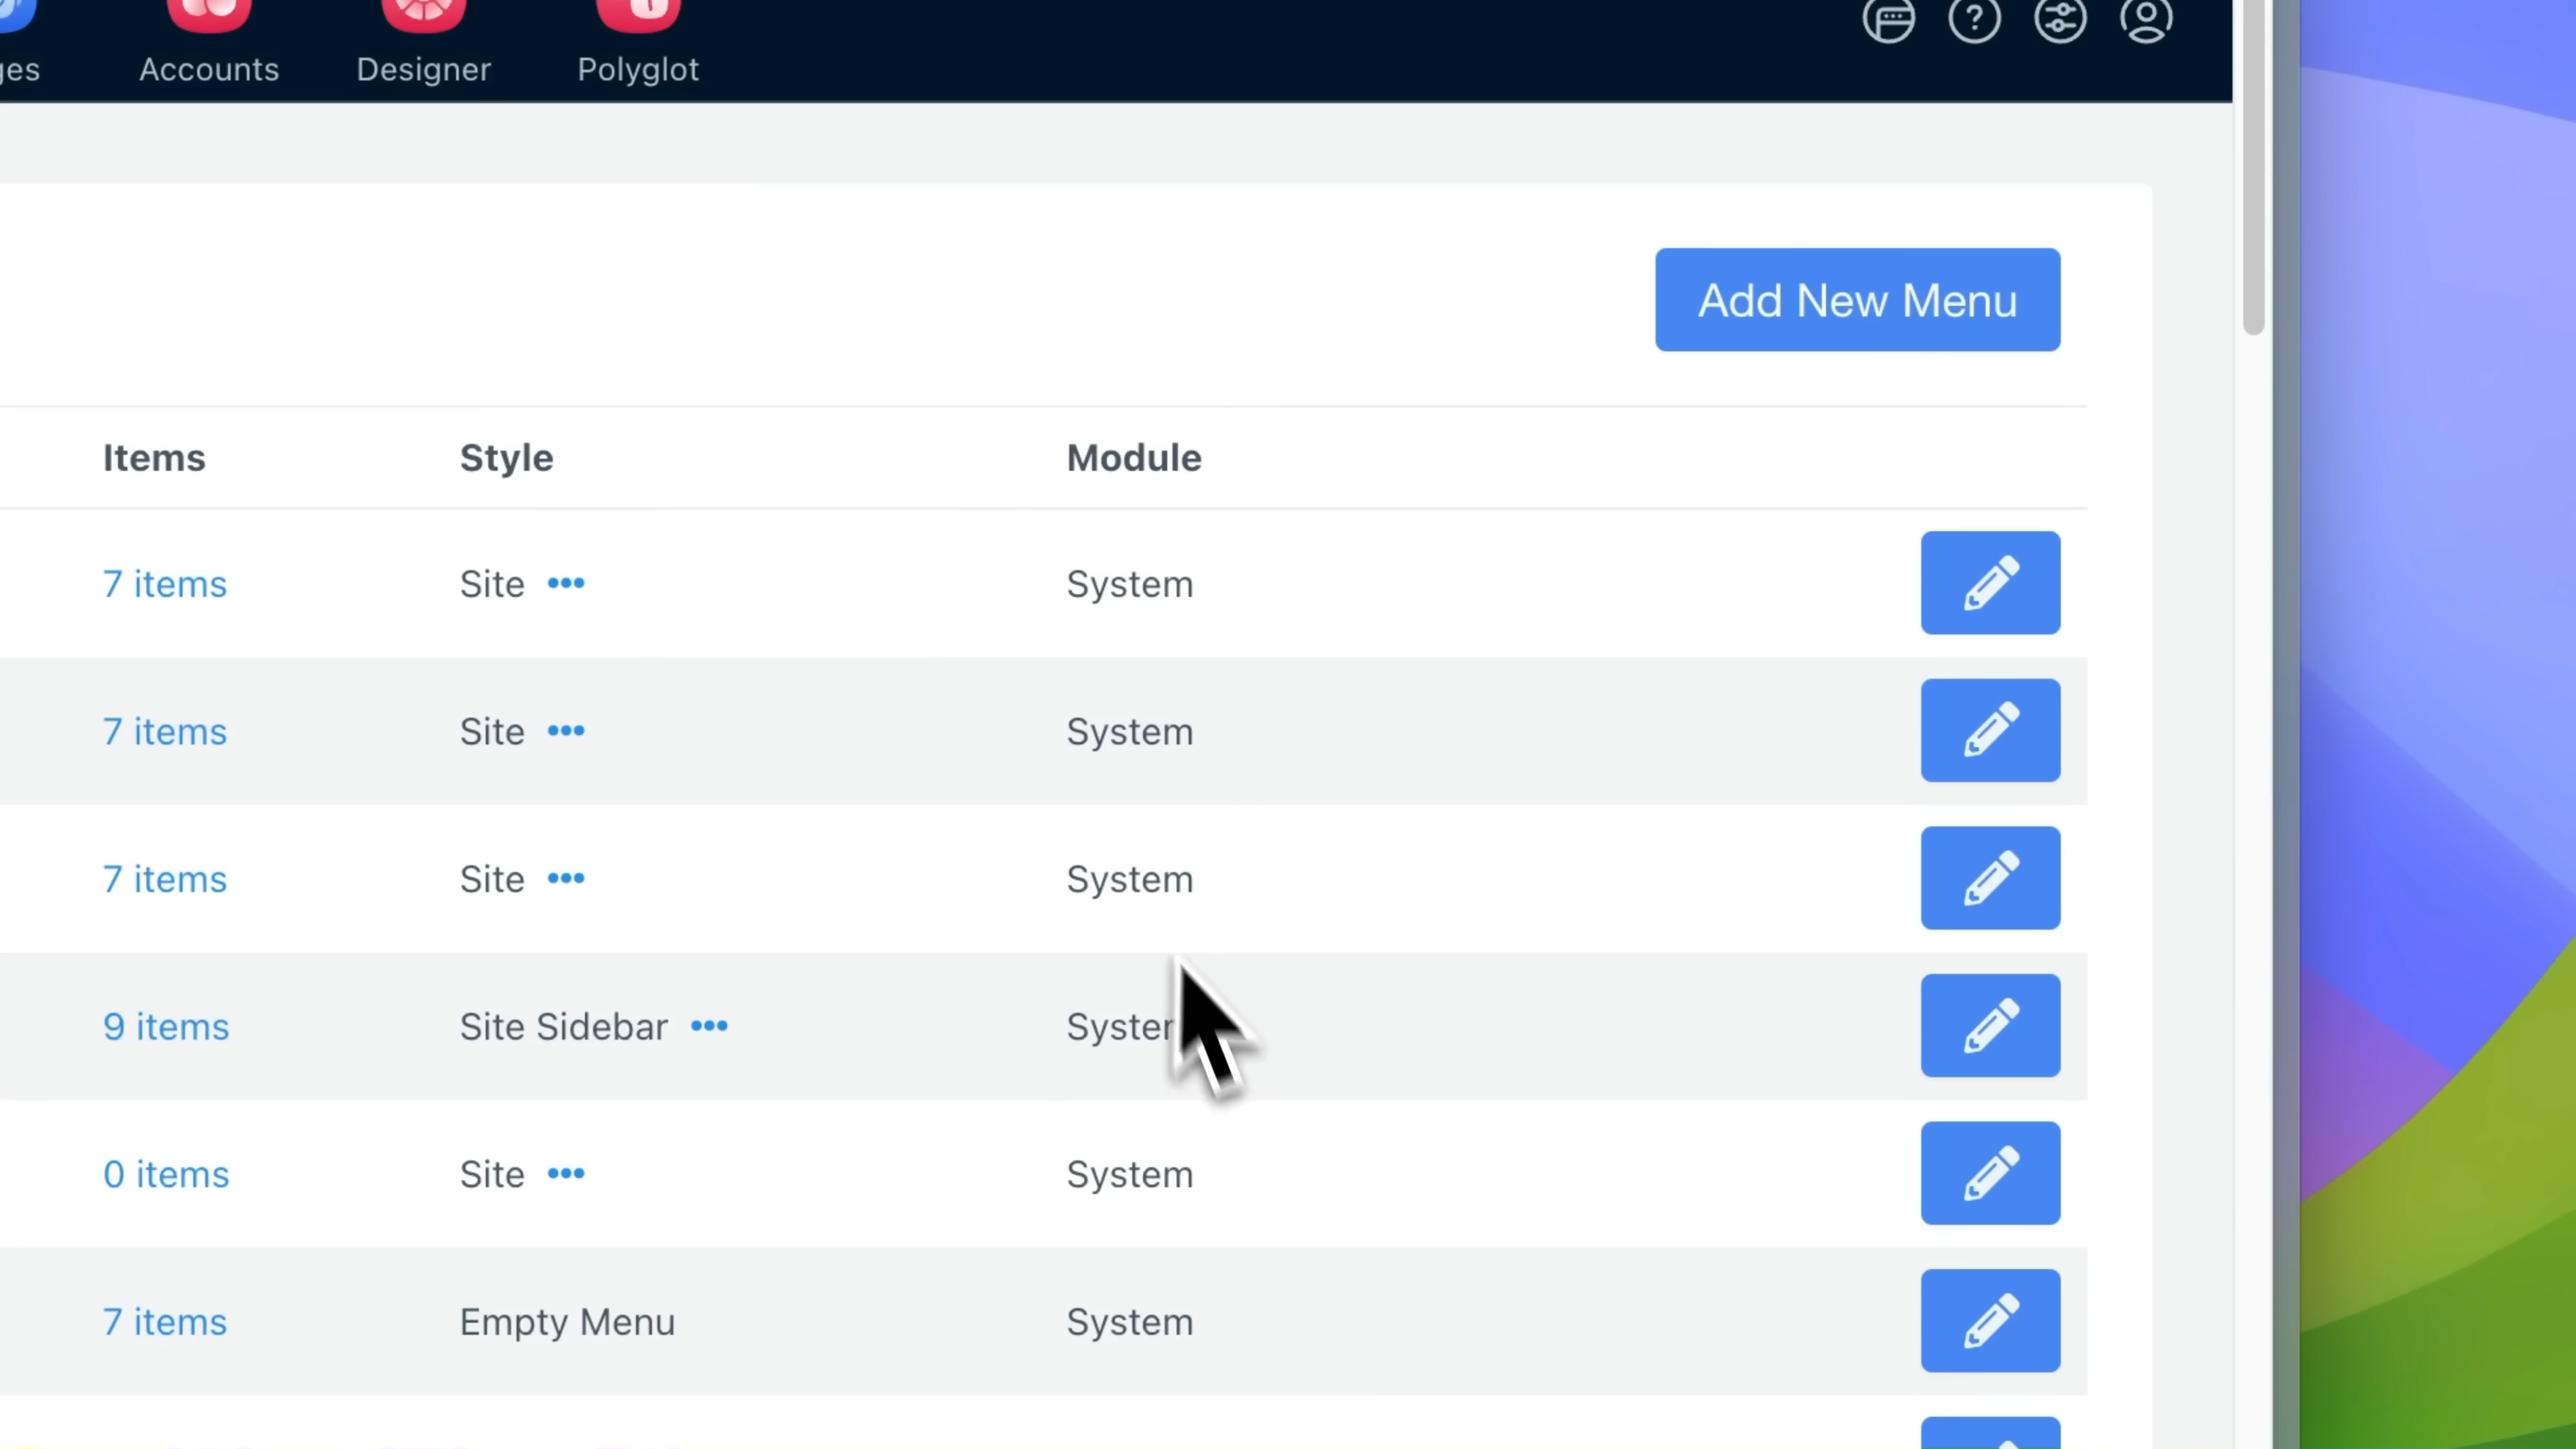 ges Accounts Designer Polyglot
Add New Menu
Items Style Module
7 items Site ••• System
7 items Site ••• System
7 items Site ••• System
9 items Site Sidebar ••• System
0 items Site ••• System
7 items Empty Menu System